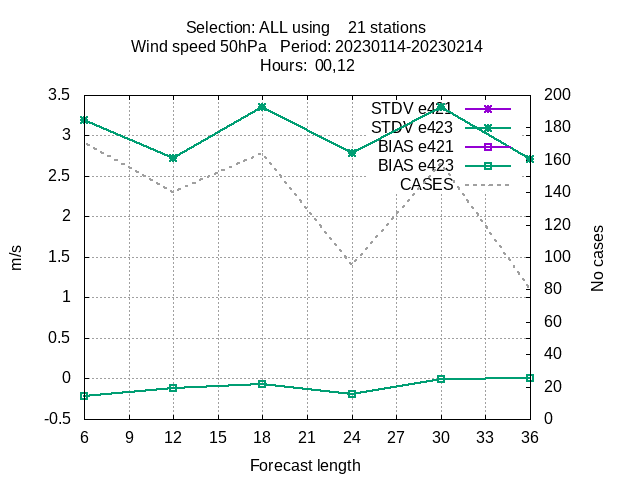 Selection: ALL using 21 stations
Wind speed 50hPa Period: 20230114-20230214
Hours: 00,12
3.5
3
2.5
2
1.5
1
0.5
0
-0.5
m/s
STDV e421
STDV e423
BIAS e421
BIAS e423
CASES
200
180
160
140
120
100
80
60
40
20
0
No cases
6 9 12 15 18 21 24 27 30 33 36
Forecast length